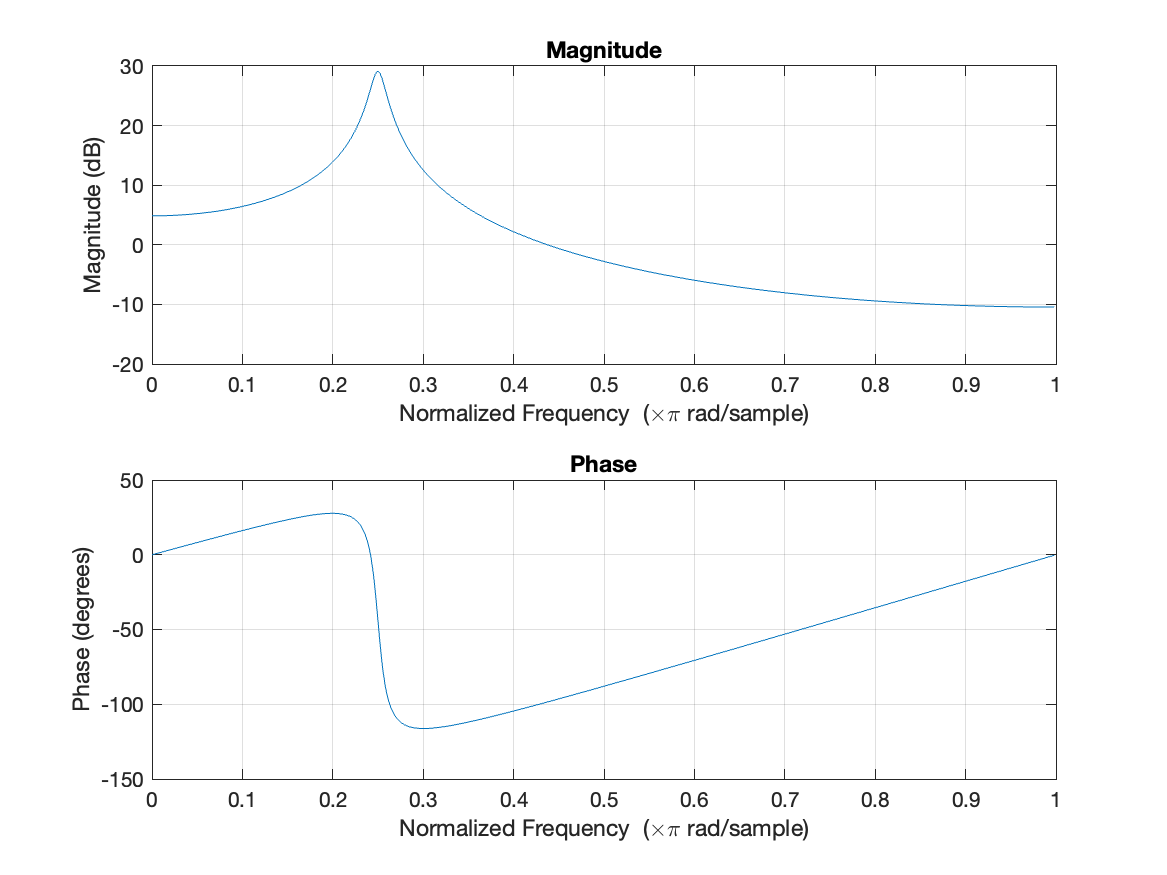 Magnitude
30
20
10
0
-10
-20
Magnitude (dB)
0 0.1 0.2 0.3 0.4 0.5 0.6 0.7 0.8 0.9 1
Normalized Frequency (×π rad/sample)
Phase
50
0
-50
-100
-150
Phase (degrees)
0 0.1 0.2 0.3 0.4 0.5 0.6 0.7 0.8 0.9 1
Normalized Frequency (×π rad/sample)